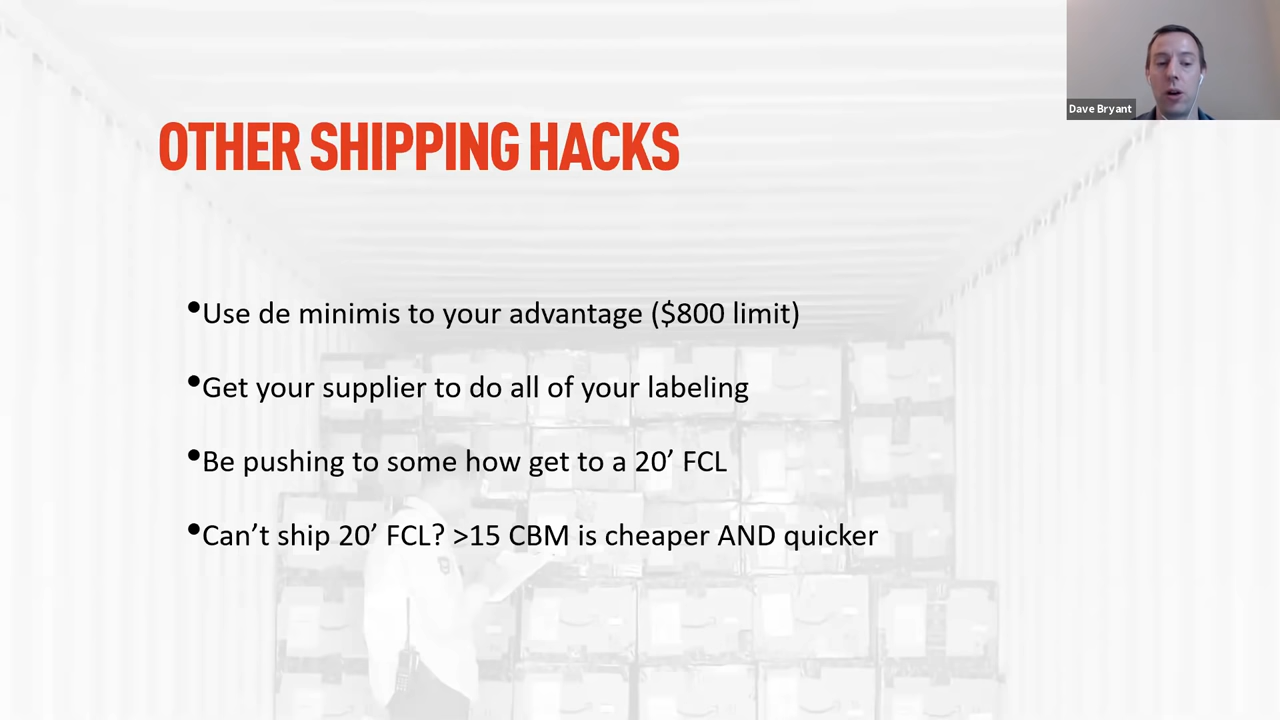 Dave Bryant
OTHER SHIPPING HACKS
•Use de minimis to your advantage ($800 limit)
•Get your supplier to do all of your labeling
•Be pushing to some how get to a 20’ FCL
•Can’t ship 20’ FCL? >15 CBM is cheaper AND quicker